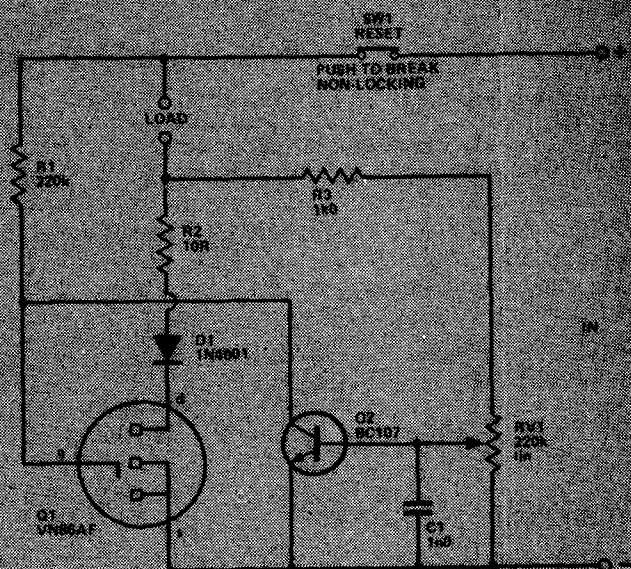 SW1
RESET
+
PUSH TO BREAK
NON-LOCKING
LOAD
R1
220k
R3
1k0
R2
10R
IN
D1
1N4001
d
Q2
BC107
RV1
220k
lin
g
Q1
s
C1
1n0
-